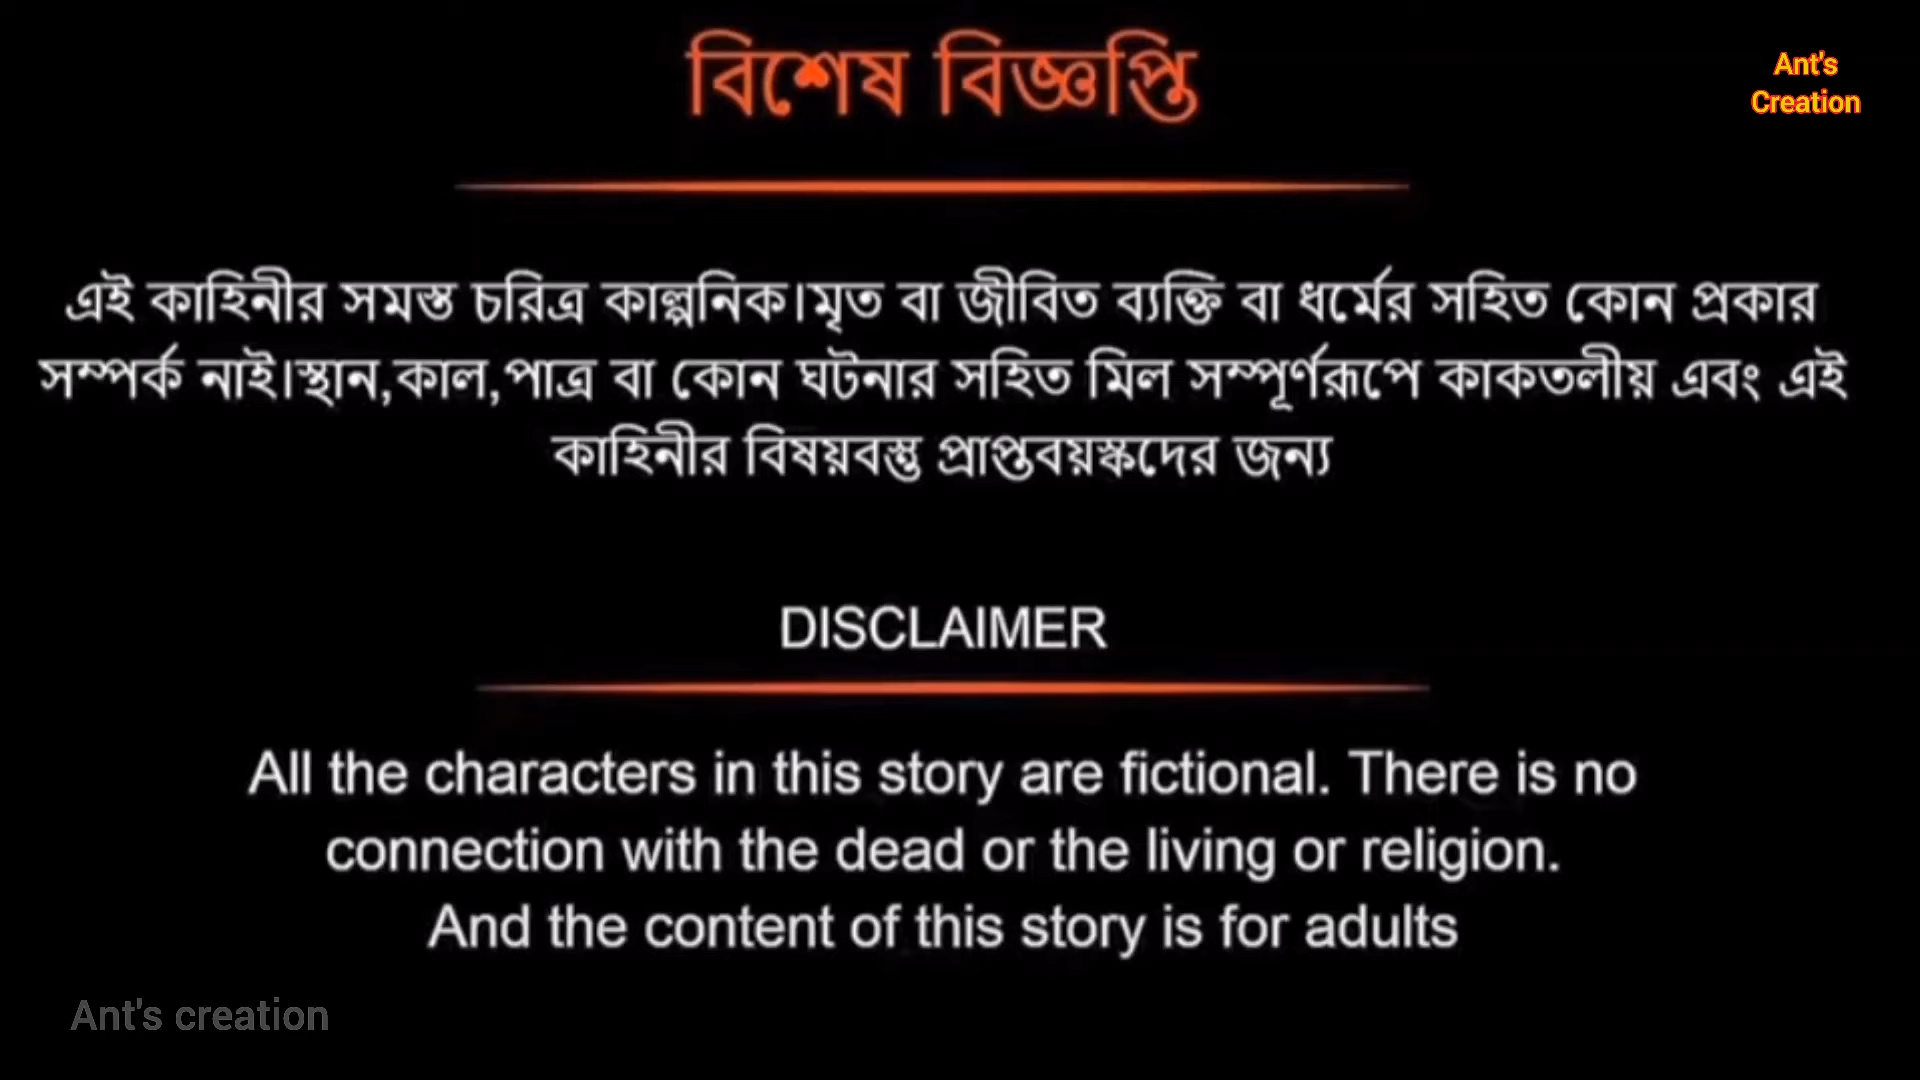 বিশেষ বিজ্ঞপ্তি
Ant's
Creation
এই কাহিনীর সমস্ত চরিত্র কাল্পনিক।মৃত বা জীবিত ব্যক্তি বা ধর্মের সহিত কোন প্রকার
সম্পর্ক নাই।স্থান,কাল,পাত্র বা কোন ঘটনার সহিত মিল সম্পূর্ণরূপে কাকতলীয় এবং এই
কাহিনীর বিষয়বস্তু প্রাপ্তবয়স্কদের জন্য
DISCLAIMER
All the characters in this story are fictional. There is no
connection with the dead or the living or religion.
And the content of this story is for adults
Ant's creation